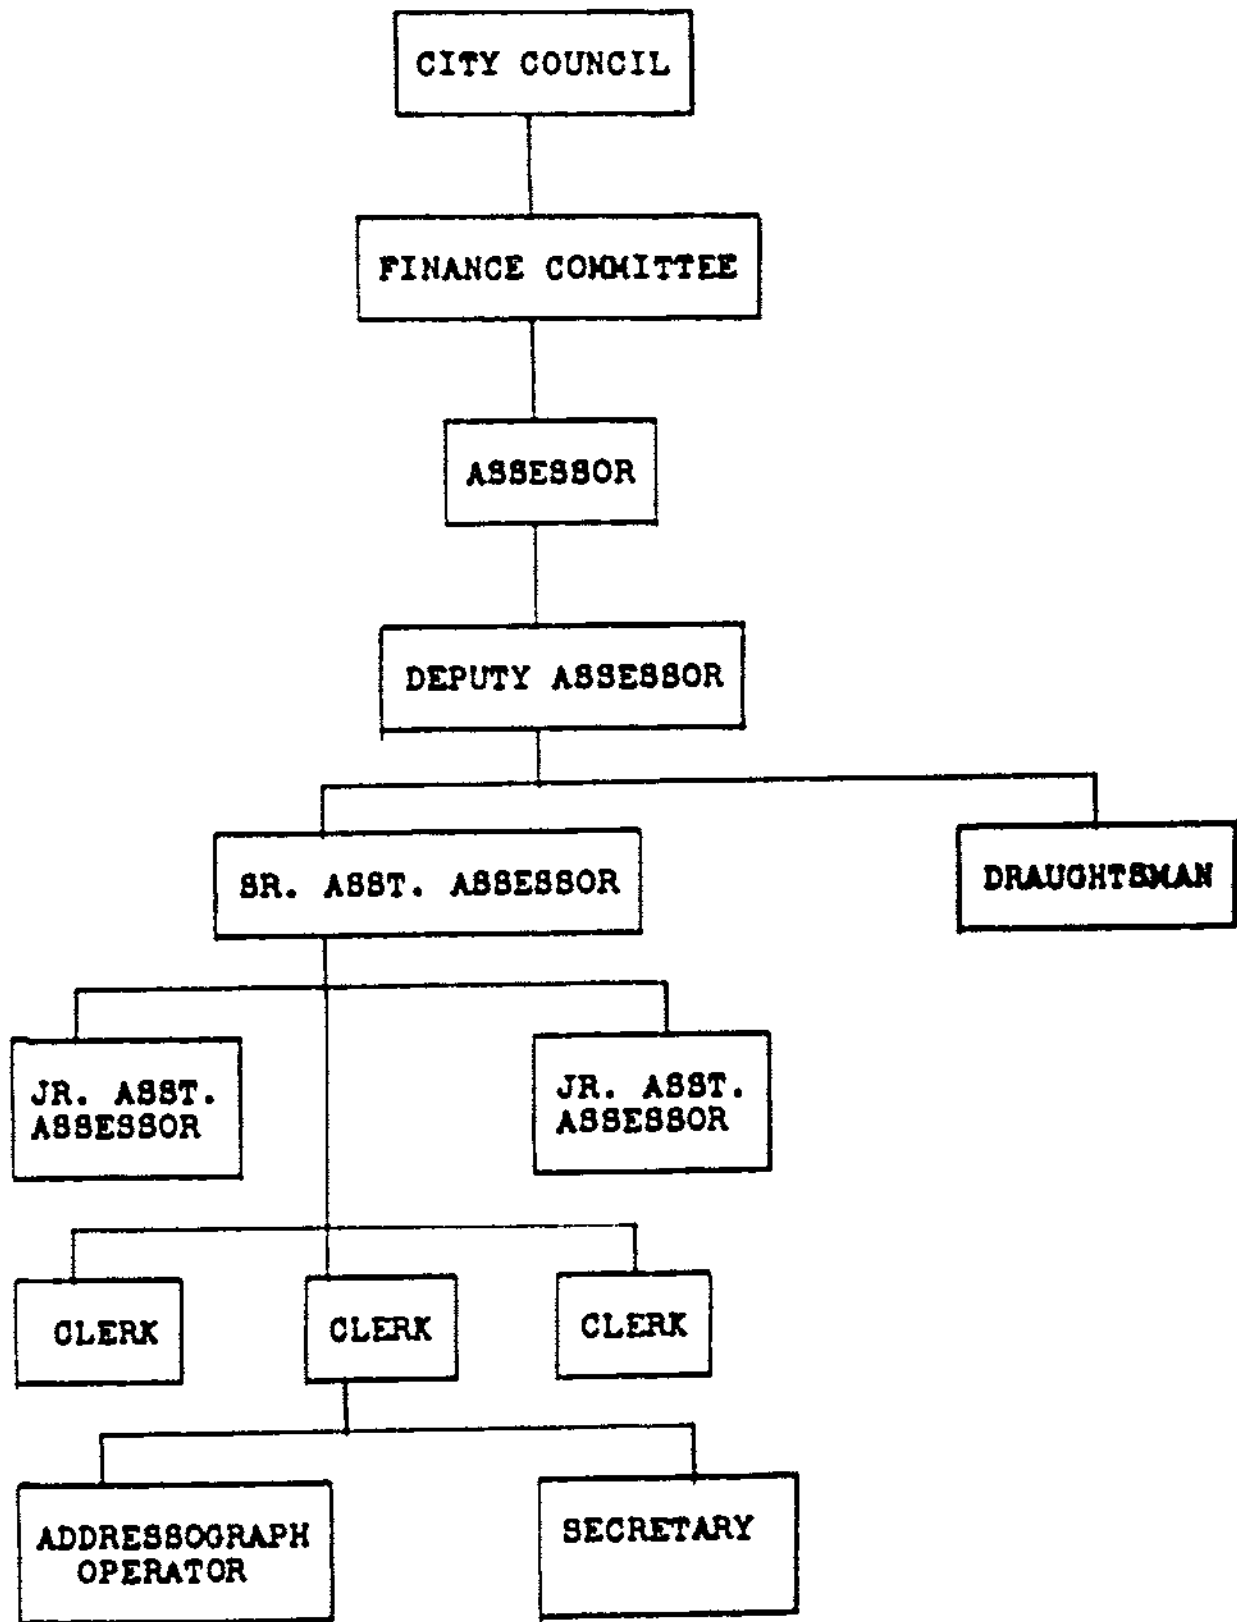 CITY COUNCIL
FINANCE COMMITTEE
ASSESSOR
DEPUTY ASSESSOR
SR. ASST. ASSESSOR
DRAUGHTSMAN
JR. ASST.
ASSESSOR
JR. ASST.
ASSESSOR
CLERK
CLERK
CLERK
ADDRESSOGRAPH
OPERATOR
SECRETARY